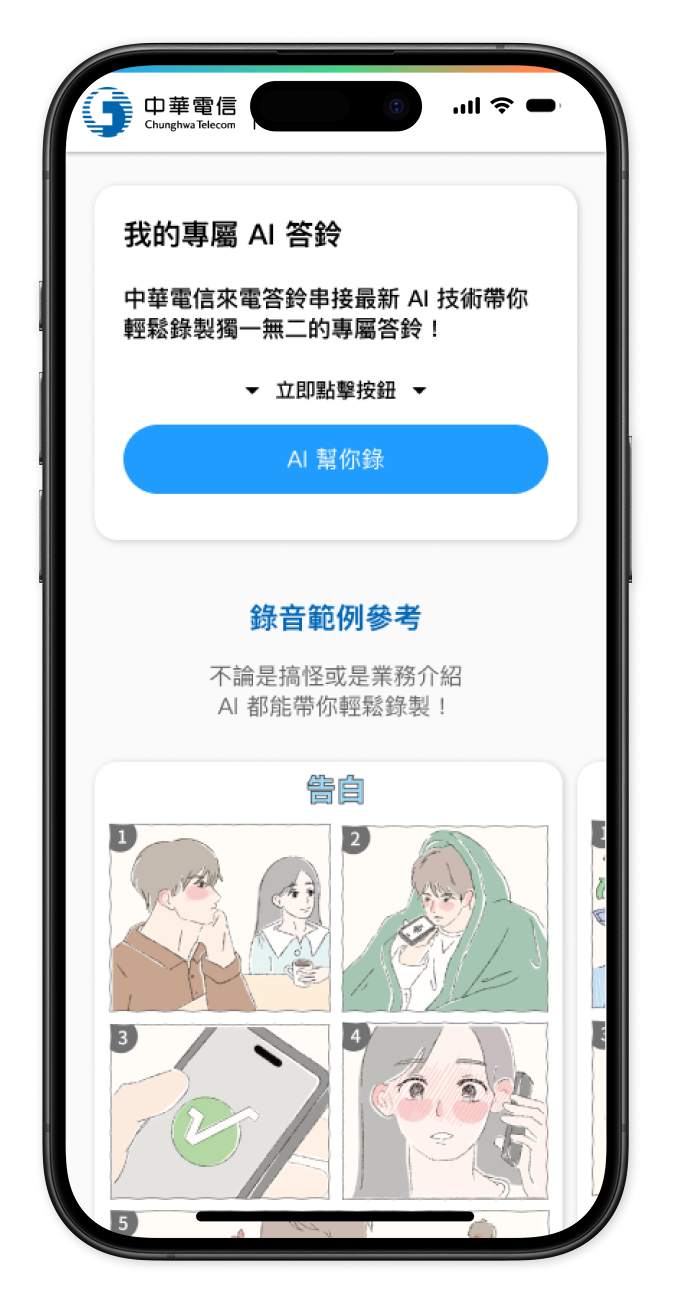 中華電信
Chunghwa Telecom
我的專屬 AI 答鈴
中華電信來電答鈴串接最新 AI 技術帶你
輕鬆錄製獨一無二的專屬答鈴！
立即點擊按鈕
AI 幫你錄
錄音範例參考
不論是搞怪或是業務介紹
AI 都能帶你輕鬆錄製！
告白
1
2
3
4
5